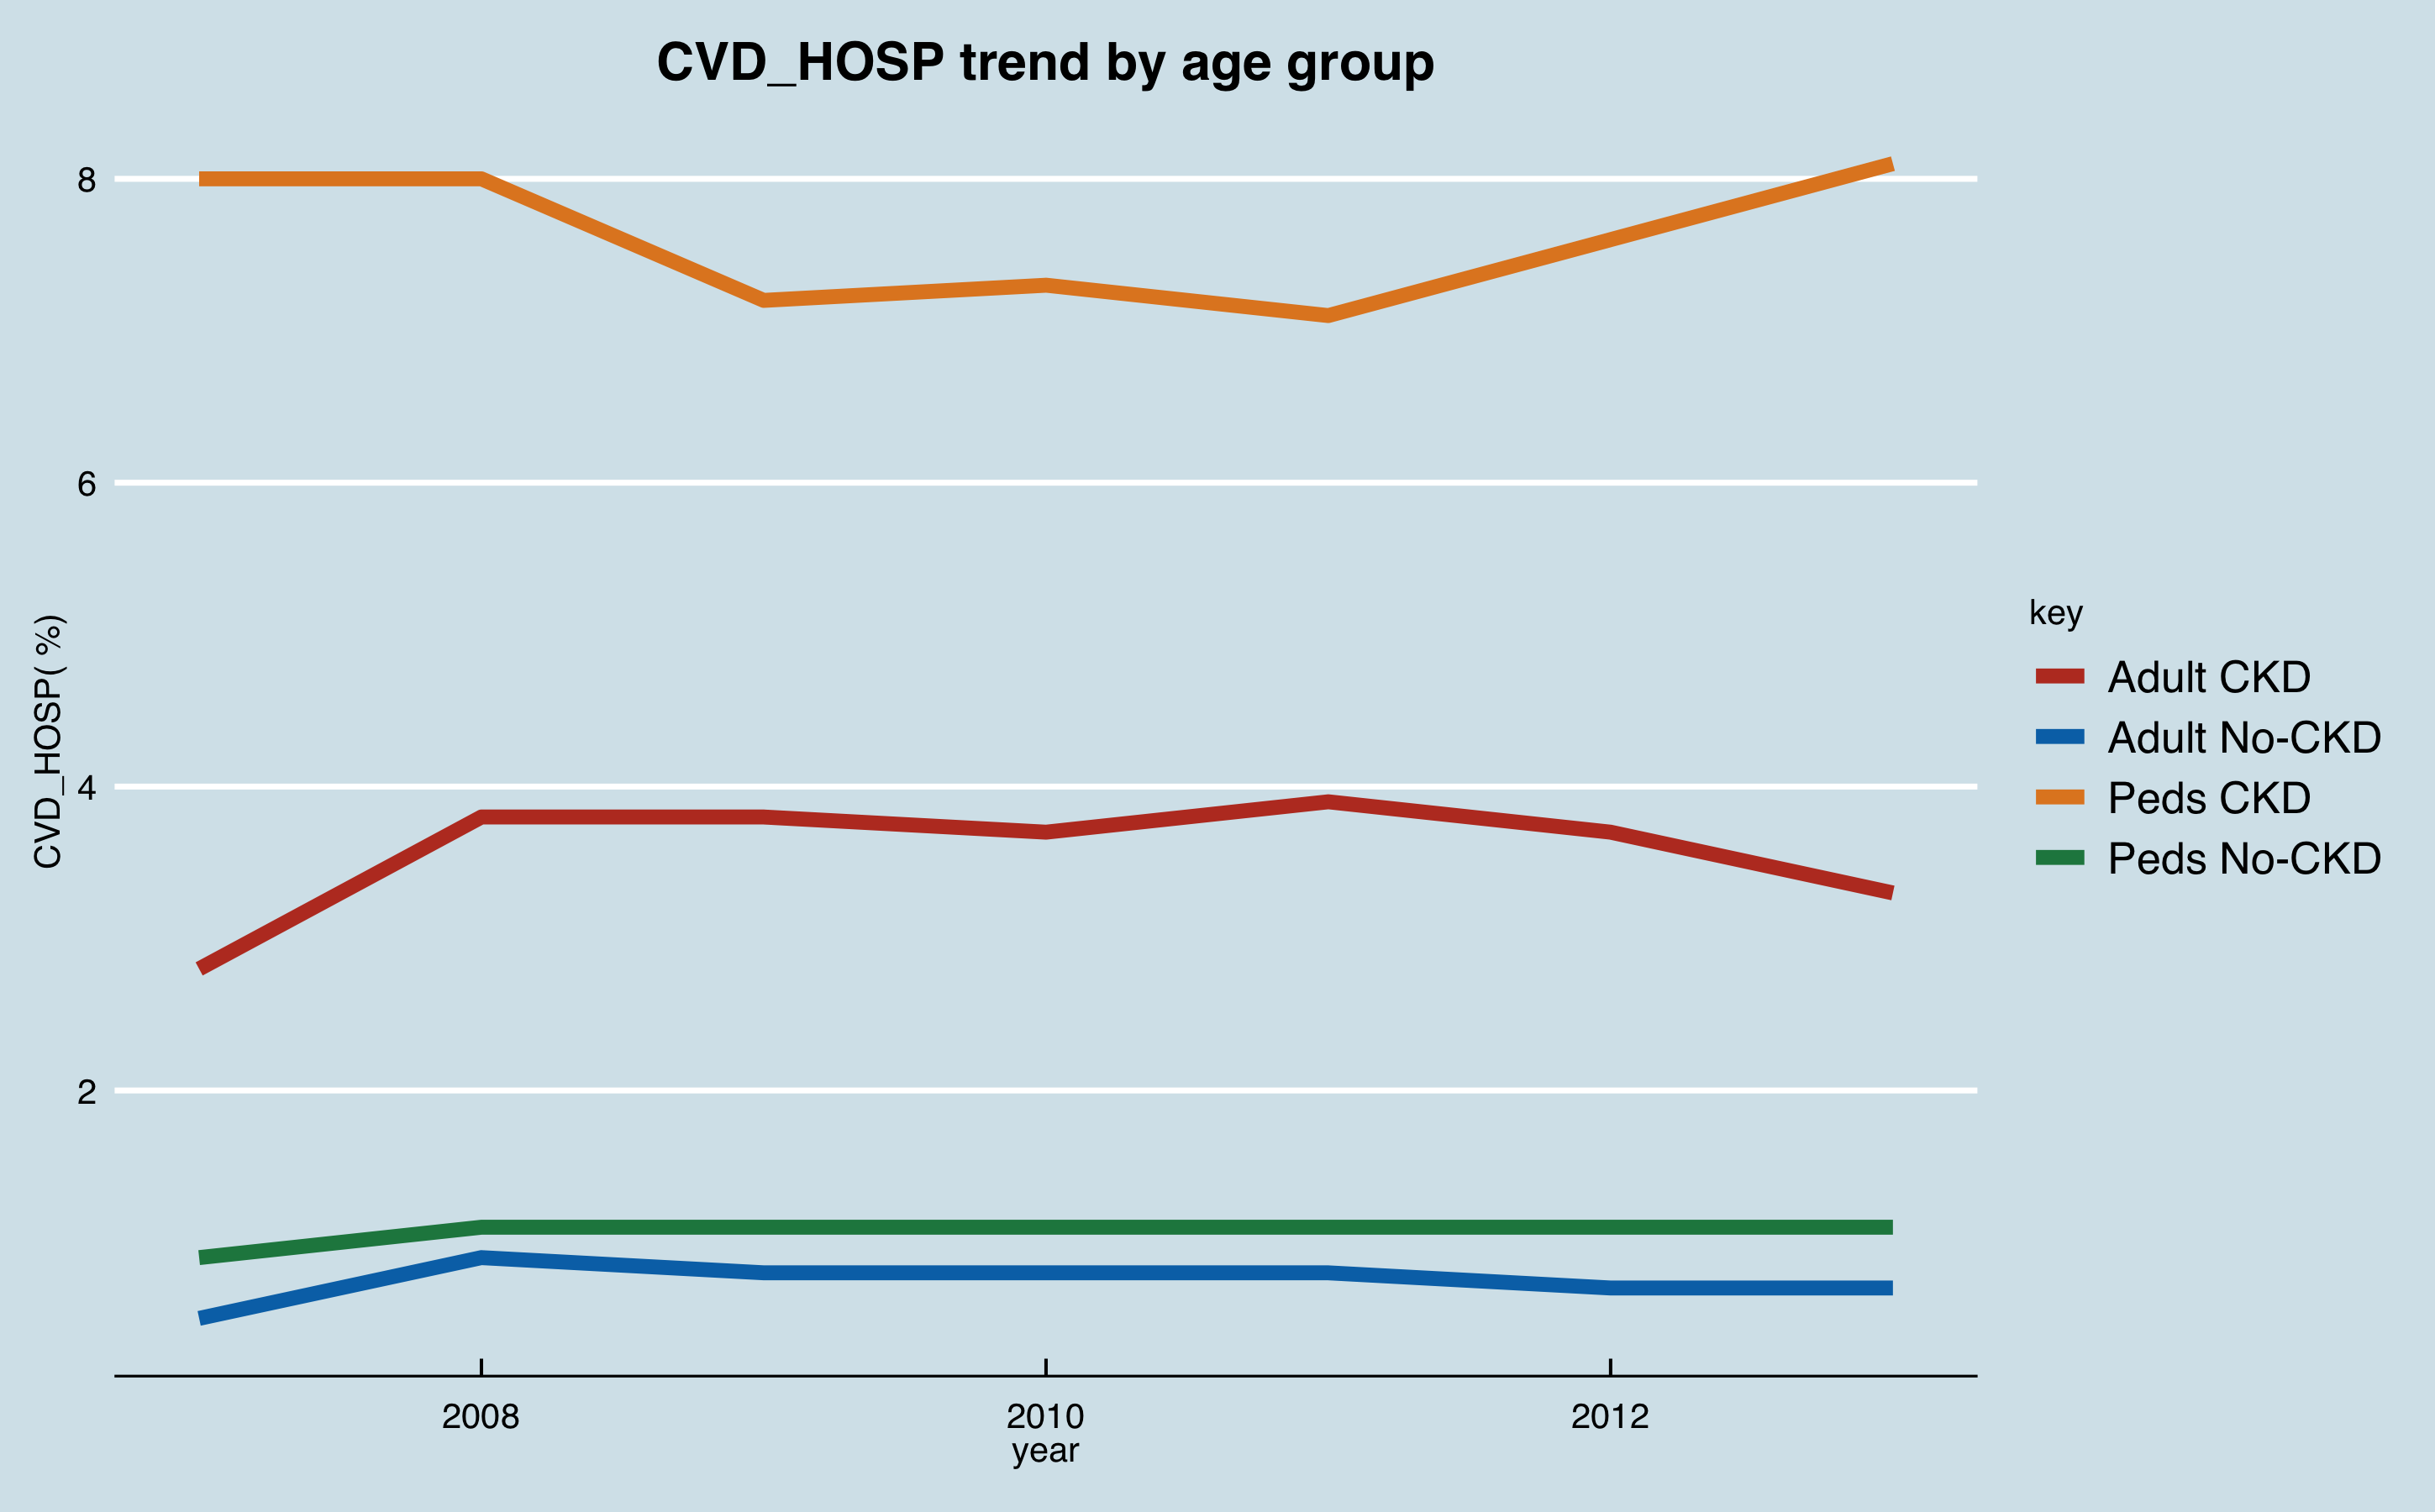 CVD_HOSP trend by age group
8
6
4
2
CVD_HOSP( %)
2008
2010
2012
year
key
Adult CKD
Adult No-CKD
Peds CKD
Peds No-CKD